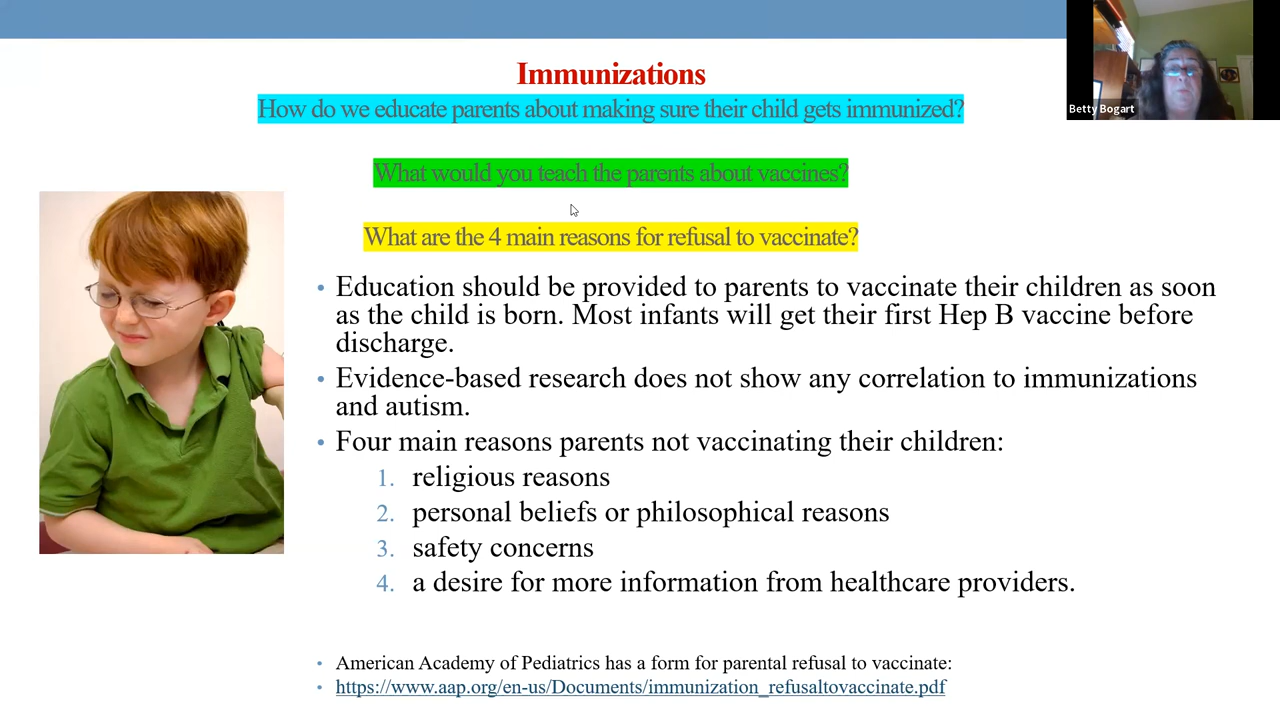 Immunizations
How do we educate parents about making sure their child gets immunized?
Betty Bogart
What would you teach the parents about vaccines?
What are the 4 main reasons for refusal to vaccinate?
• Education should be provided to parents to vaccinate their children as soon
as the child is born. Most infants will get their first Hep B vaccine before
discharge.
• Evidence-based research does not show any correlation to immunizations
and autism.
• Four main reasons parents not vaccinating their children:
1. religious reasons
2. personal beliefs or philosophical reasons
3. safety concerns
4. a desire for more information from healthcare providers.
• American Academy of Pediatrics has a form for parental refusal to vaccinate:
• https://www.aap.org/en-us/Documents/immunization_refusaltovaccinate.pdf